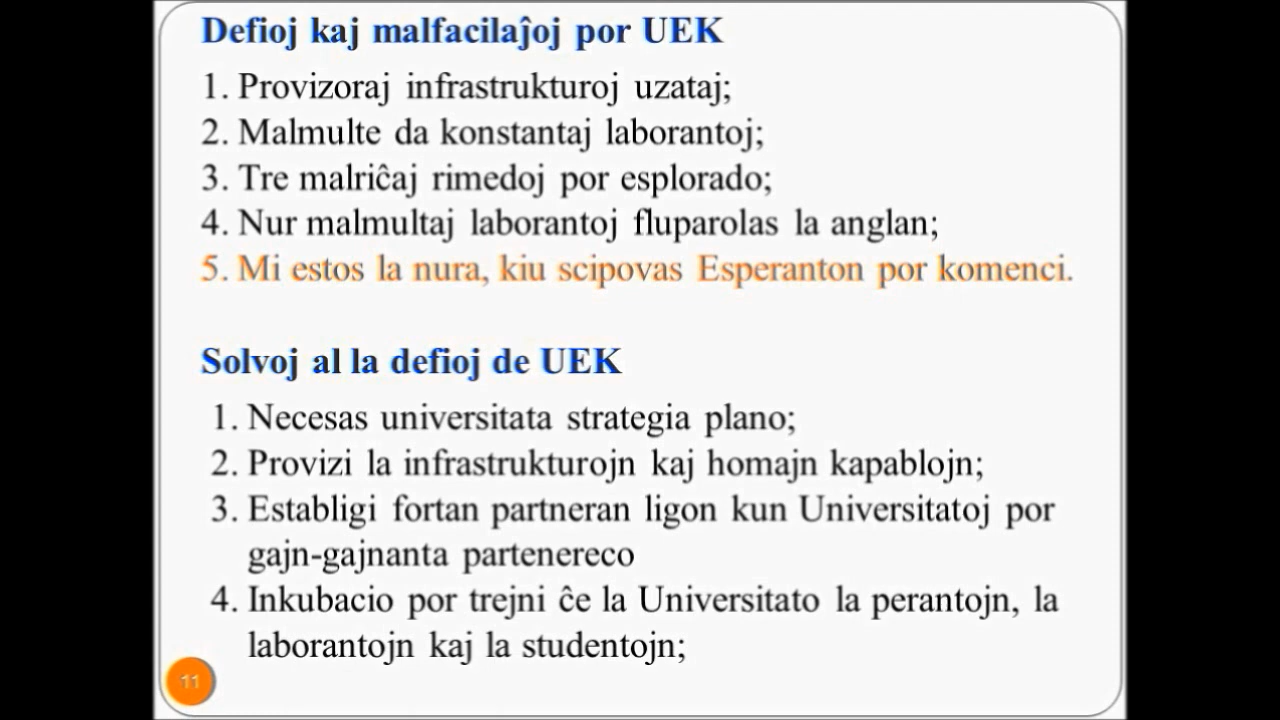 Defioj kaj malfacilaĵoj por UEK
1. Provizoraj infrastrukturoj uzataj;
2. Malmulte da konstantaj laborantoj;
3. Tre malriĉaj rimedoj por esplorado;
4. Nur malmultaj laborantoj fluparolas la anglan;
5. Mi estos la nura, kiu scipovas Esperanton por komenci.
Solvoj al la defioj de UEK
1. Necesas universitata strategia plano;
2. Provizi la infrastrukturojn kaj homajn kapablojn;
3. Establigi fortan partneran ligon kun Universitatoj por
gajn-gajnanta partenereco
4. Inkubacio por trejni ĉe la Universitato la perantojn, la
laborantojn kaj la studentojn;
11